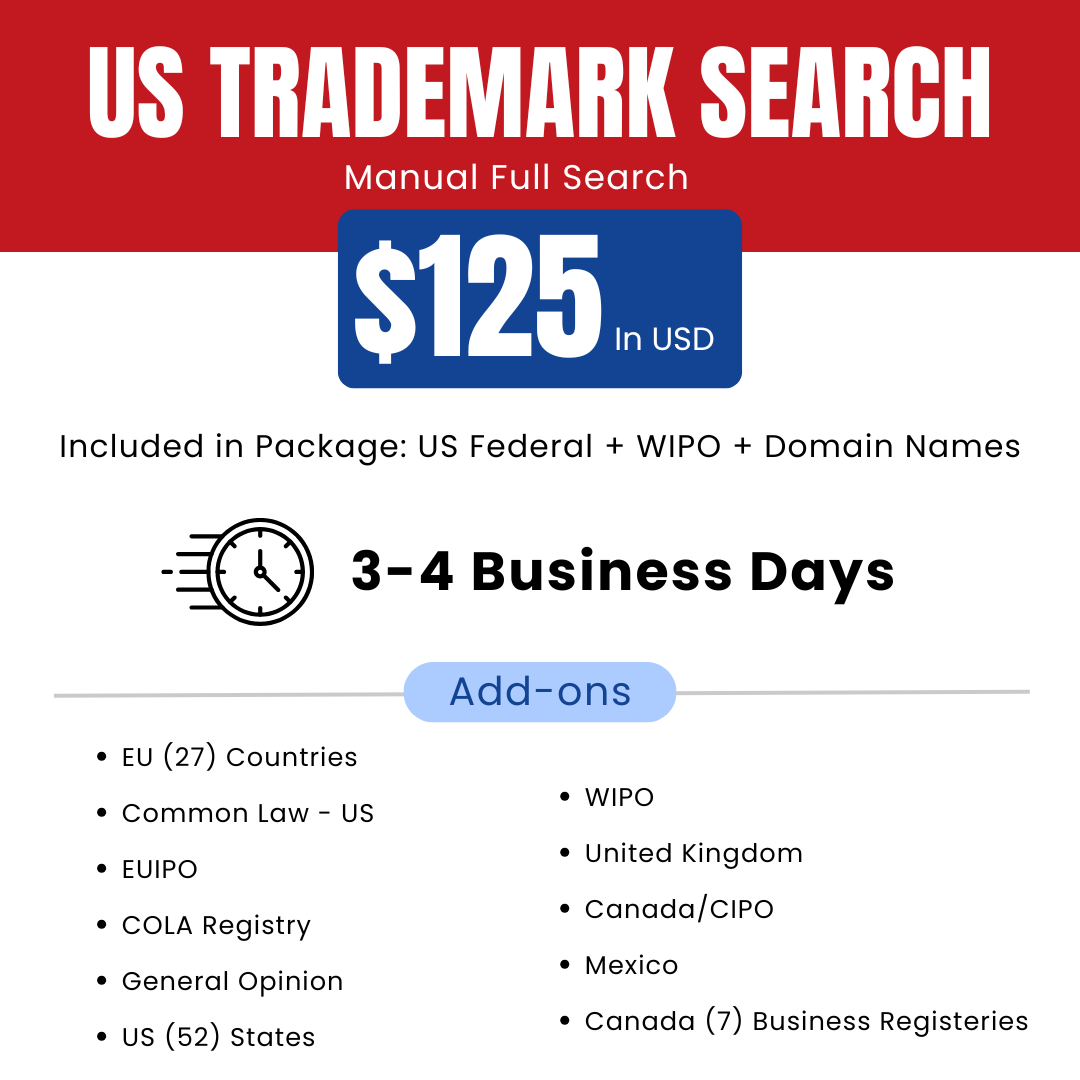 US TRADEMARK SEARCH
Manual Full Search
$125 In USD
Included in Package: US Federal + WIPO + Domain Names
3-4 Business Days
Add-ons
• EU (27) Countries
• Common Law - US
• EUIPO
• COLA Registry
• General Opinion
• US (52) States
• WIPO
• United Kingdom
• Canada/CIPO
• Mexico
• Canada (7) Business Registeries